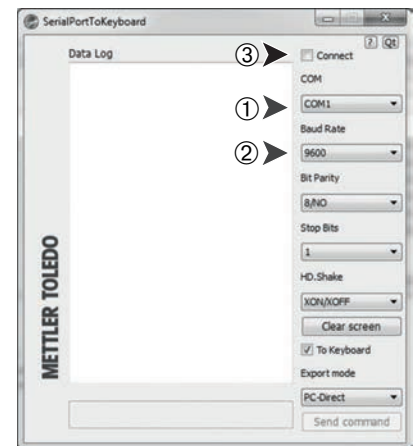 SerialPortToKeyboard
? Qt
Data Log
③ Connect
COM
① COM1
Baud Rate
② 9600
Bit Parity
8/NO
Stop Bits
1
HD.Shake
XON/XOFF
Clear screen
To Keyboard
Export mode
PC-Direct
Send command
METTLER TOLEDO